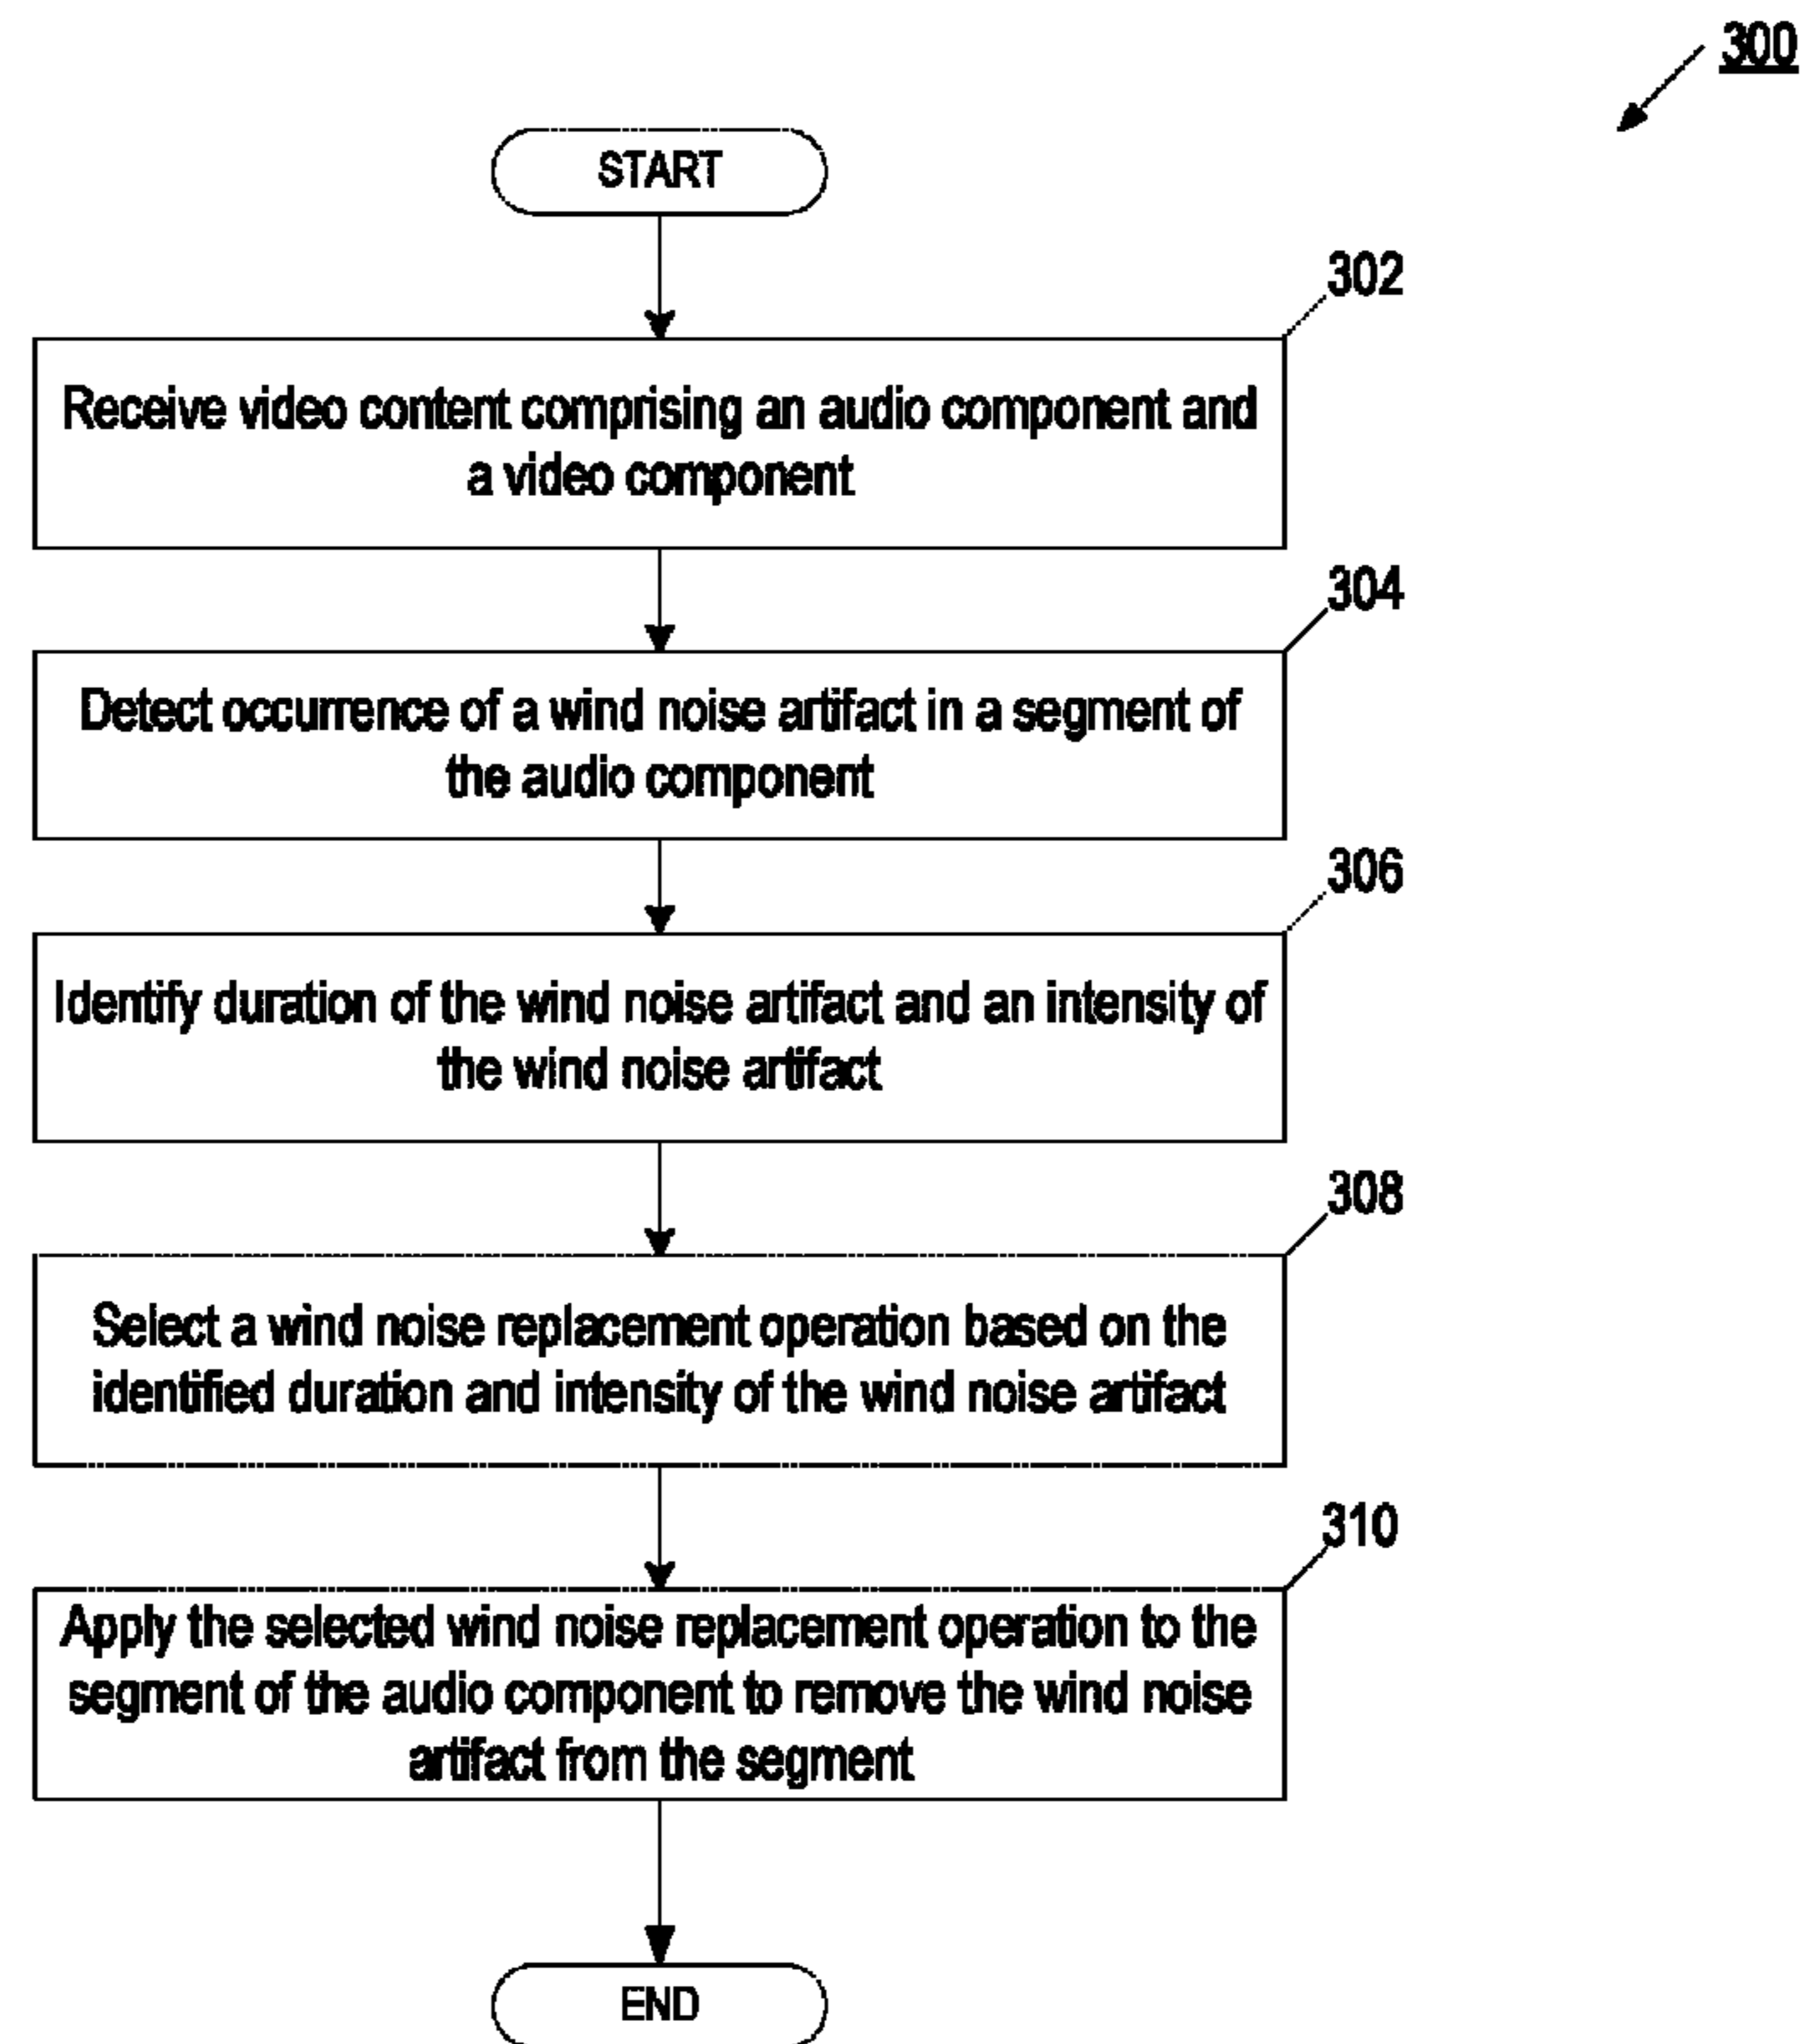 300
START
302
Receive video content comprising an audio component and
a video component
304
Detect occurrence of a wind noise artifact in a segment of
the audio component
306
Identify duration of the wind noise artifact and an intensity of
the wind noise artifact
308
Select a wind noise replacement operation based on the
identified duration and intensity of the wind noise artifact
310
Apply the selected wind noise replacement operation to the
segment of the audio component to remove the wind noise
artifact from the segment
END